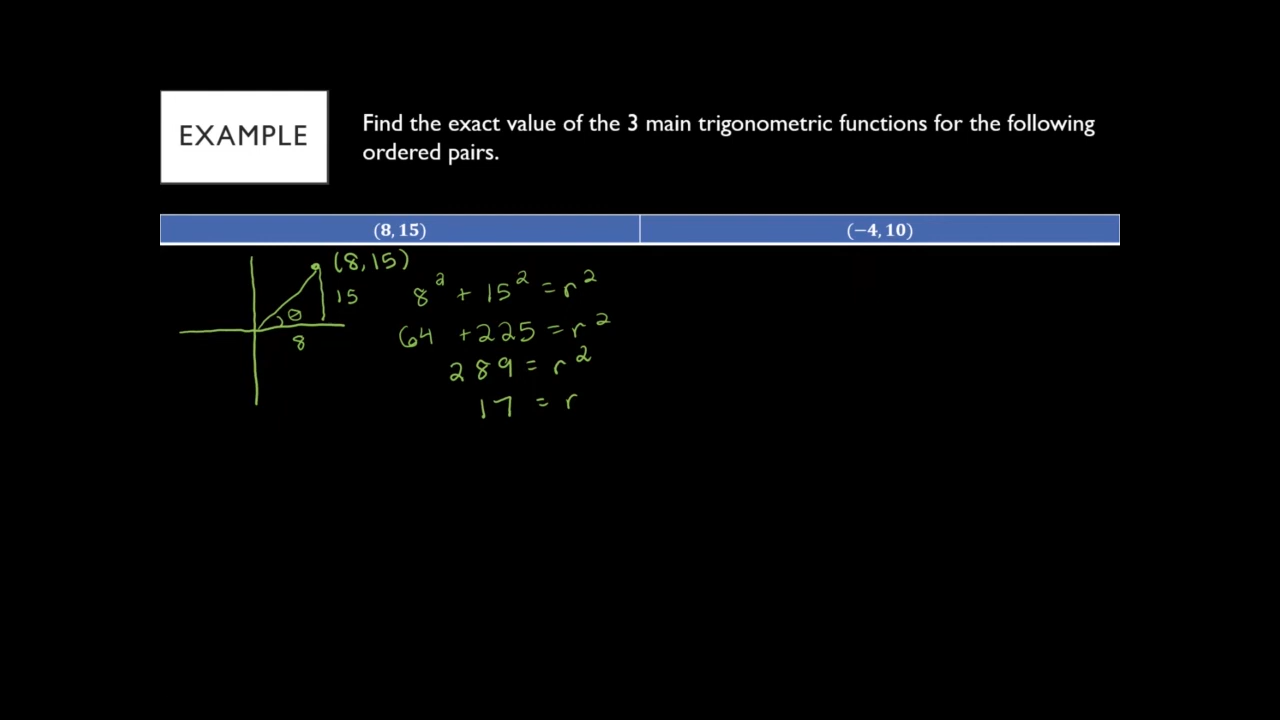 EXAMPLE
Find the exact value of the 3 main trigonometric functions for the following
ordered pairs.
(8, 15)
(−4, 10)
(8,15)
15
θ
8
8² + 15² = r²
64 + 225 = r²
289 = r²
17 = r